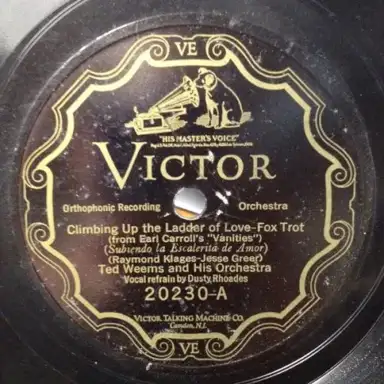 VE
"HIS MASTER'S VOICE"
VICTOR
Orthophonic Recording Orchestra
Climbing Up the Ladder of Love-Fox Trot
(from Earl Carroll's "Vanities")
(Subiendo la Escalerita de Amor)
(Raymond Klages-Jesse Greer)
Ted Weems and His Orchestra
Vocal refrain by Dusty Rhoades
20230-A
VICTOR TALKING MACHINE CO.
Camden, N.J.
VE